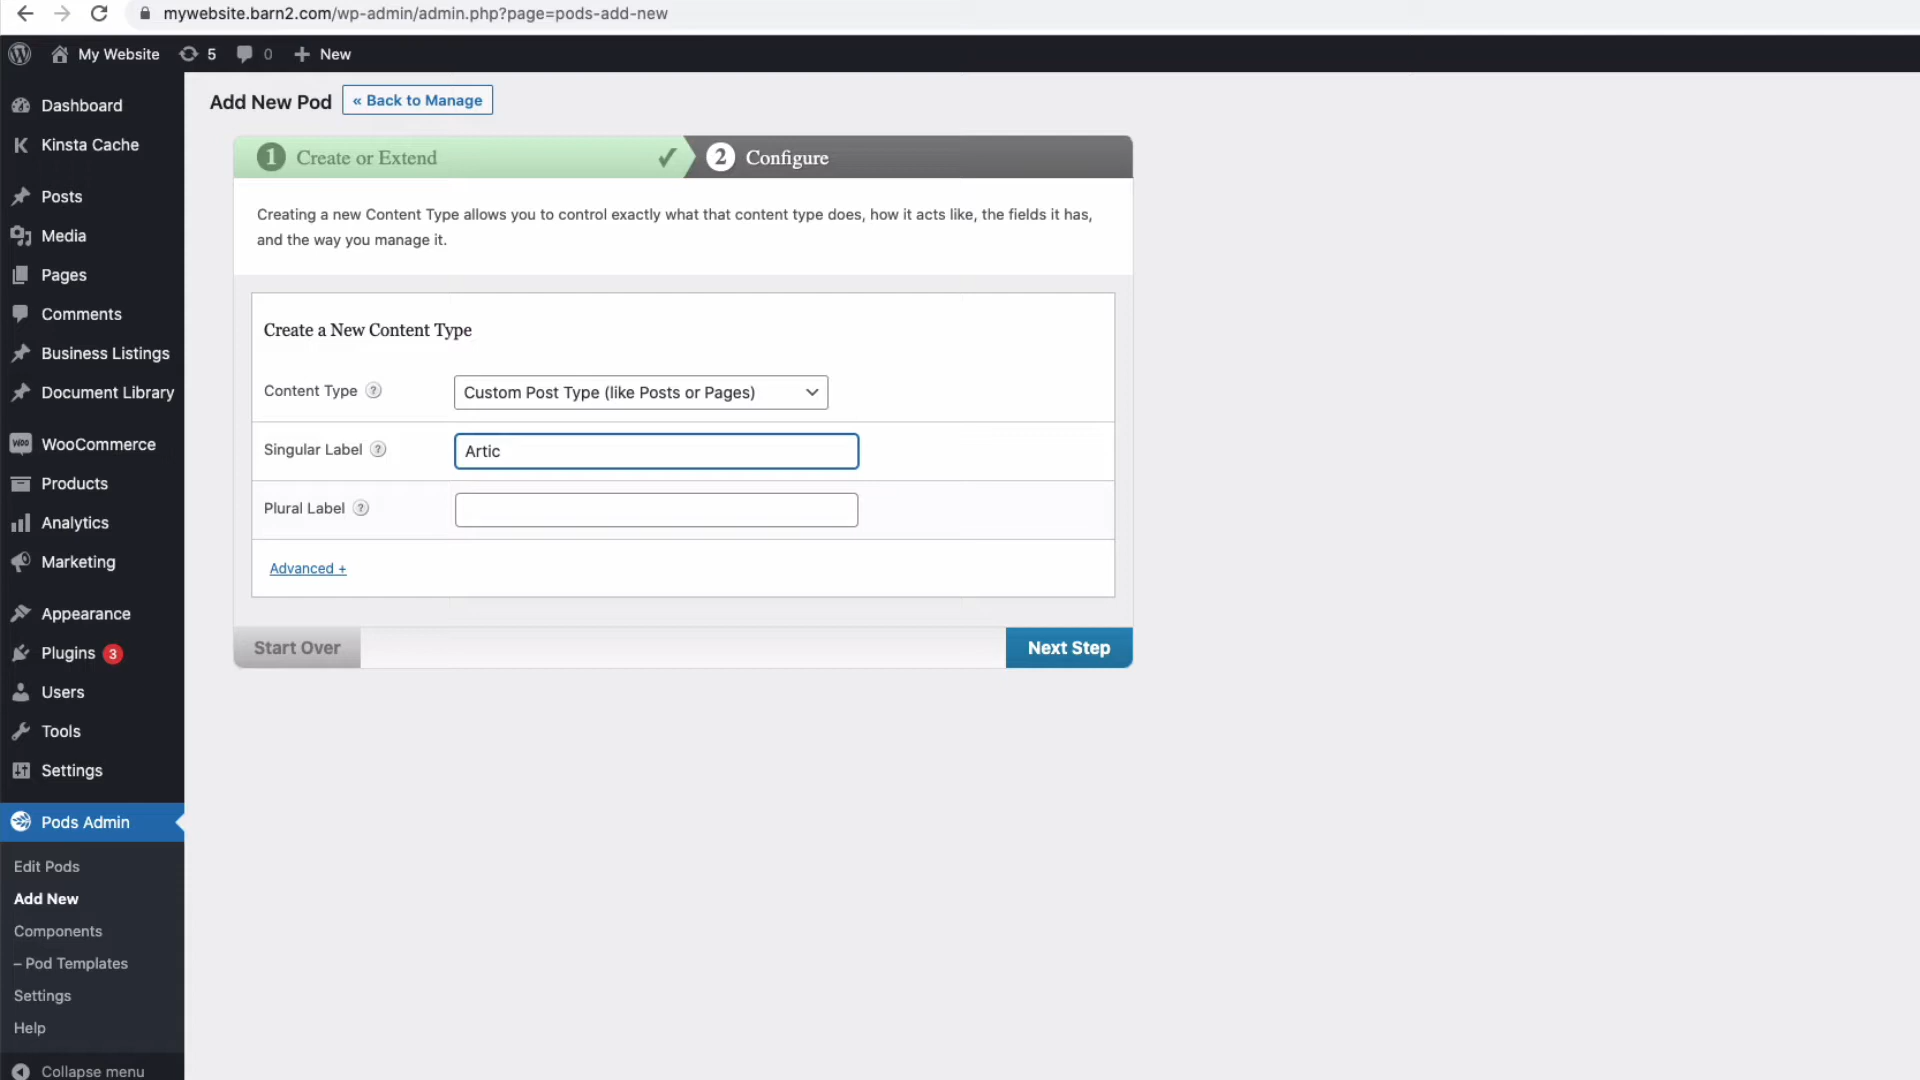 mywebsite.barn2.com/wp-admin/admin.php?page=pods-add-new
My Website 5 0 New
Dashboard
Kinsta Cache
Posts
Media
Pages
Comments
Business Listings
Document Library
WooCommerce
Products
Analytics
Marketing
Appearance
Plugins 3
Users
Tools
Settings
Pods Admin
Edit Pods
Add New
Components
– Pod Templates
Settings
Help
Collapse menu
Add New Pod « Back to Manage
1 Create or Extend ✓ 2 Configure
Creating a new Content Type allows you to control exactly what that content type does, how it acts like, the fields it has,
and the way you manage it.
Create a New Content Type
Content Type ? Custom Post Type (like Posts or Pages)
Singular Label ? Artic
Plural Label ?
Advanced +
Start Over Next Step